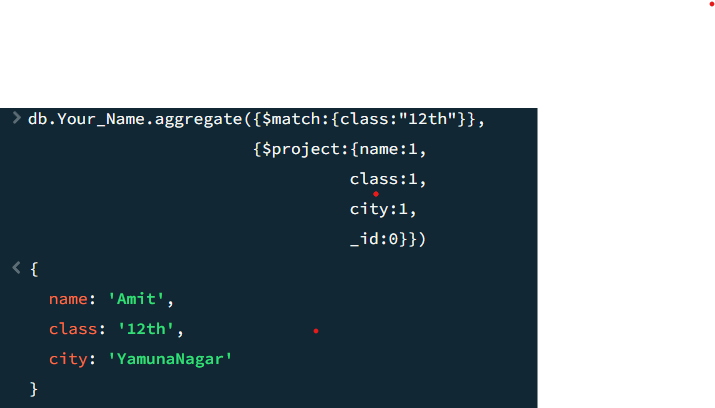 > db.Your_Name.aggregate({$match:{class:"12th"}},
{$project:{name:1,
class:1,
city:1,
_id:0}})
< {
name: 'Amit',
class: '12th',
city: 'YamunaNagar'
}